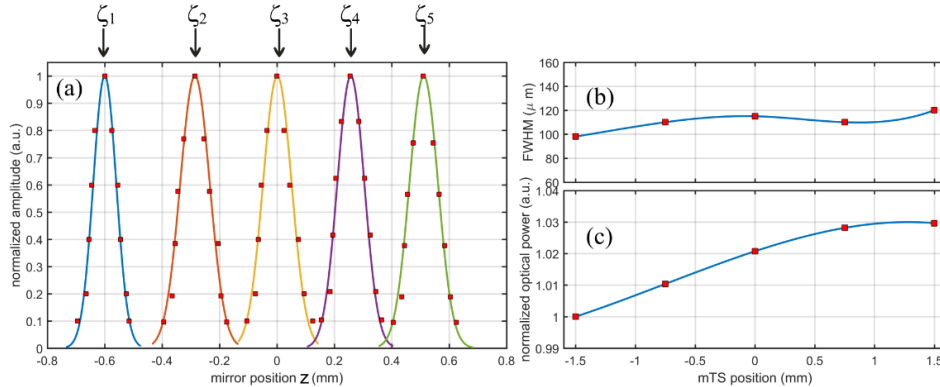 ζ1 ζ2 ζ3 ζ4 ζ5
(a)
normalized amplitude (a.u.)
1
0.9
0.8
0.7
0.6
0.5
0.4
0.3
0.2
0.1
0
-0.8 -0.6 -0.4 -0.2 0 0.2 0.4 0.6 0.8
mirror position z (mm)
(b)
FWHM (μ m)
160
140
120
100
80
60
(c)
normalized optical power (a.u.)
1.04
1.03
1.02
1.01
1
0.99
-1.5 -1 -0.5 0 0.5 1 1.5
mTS position (mm)